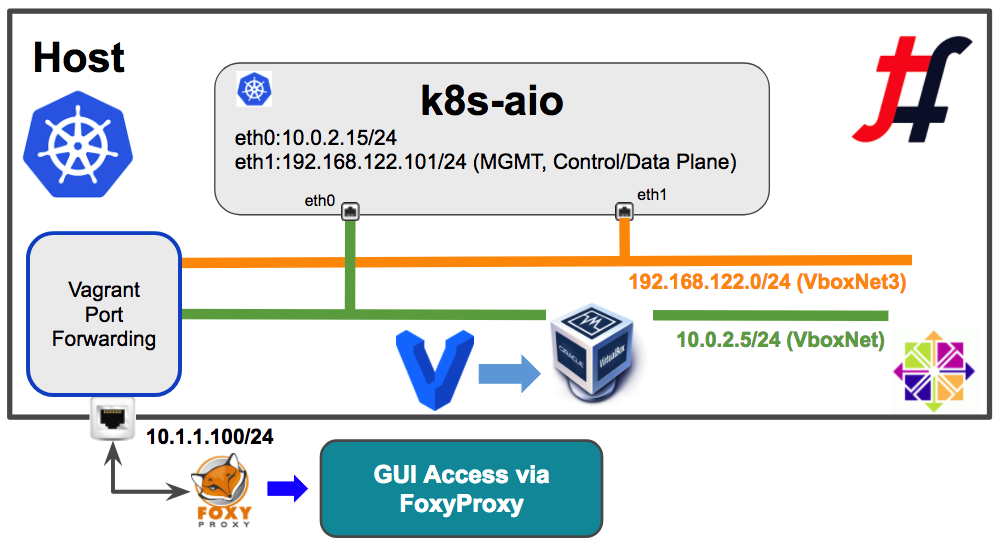 Host
k8s-aio
eth0:10.0.2.15/24
eth1:192.168.122.101/24 (MGMT, Control/Data Plane)
eth0
eth1
Vagrant
Port
Forwarding
192.168.122.0/24 (VboxNet3)
10.0.2.5/24 (VboxNet)
ORACLE
VirtualBox
10.1.1.100/24
FOXY
PROXY
GUI Access via
FoxyProxy